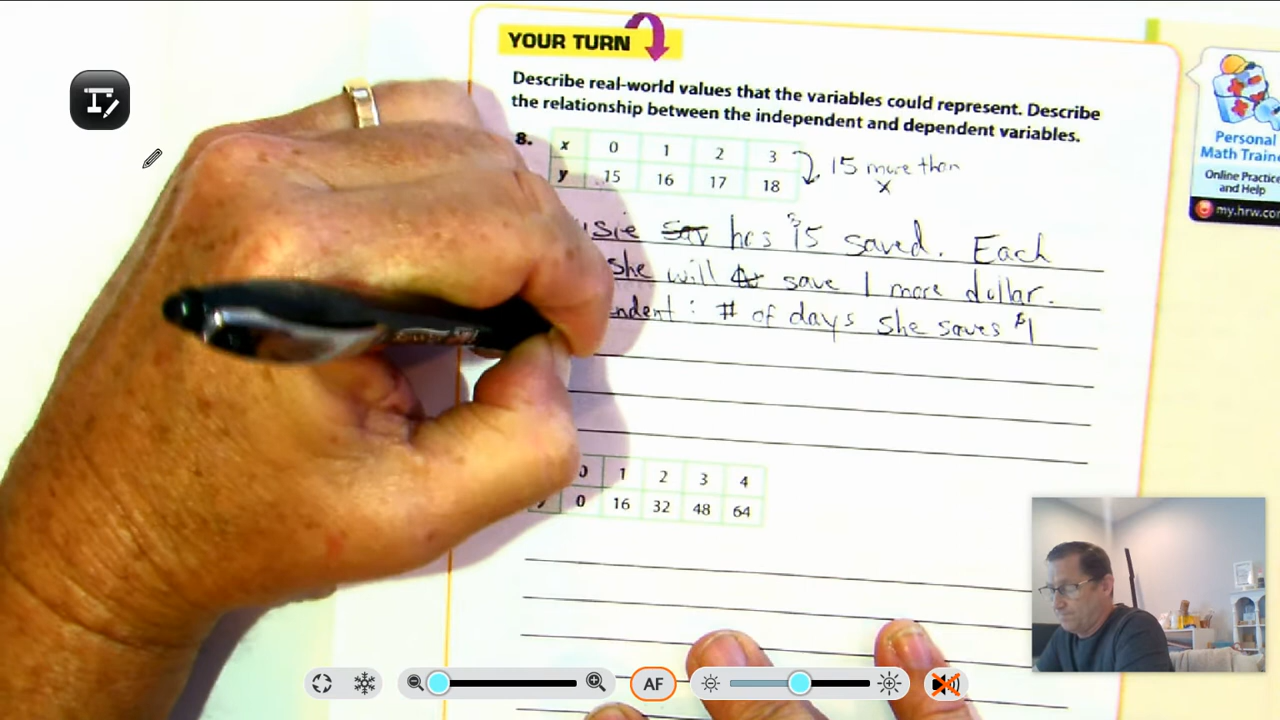 YOUR TURN
Describe real-world values that the variables could represent. Describe
the relationship between the independent and dependent variables.
8.
x 0 1 2 3
y 15 16 17 18
15 more than
x
has $15 saved. Each
she will save 1 more dollar.
: # of days she saves $1
1 2 3 4
0 16 32 48 64
Personal
Math
Online
and Help
my.hrw.co
AF